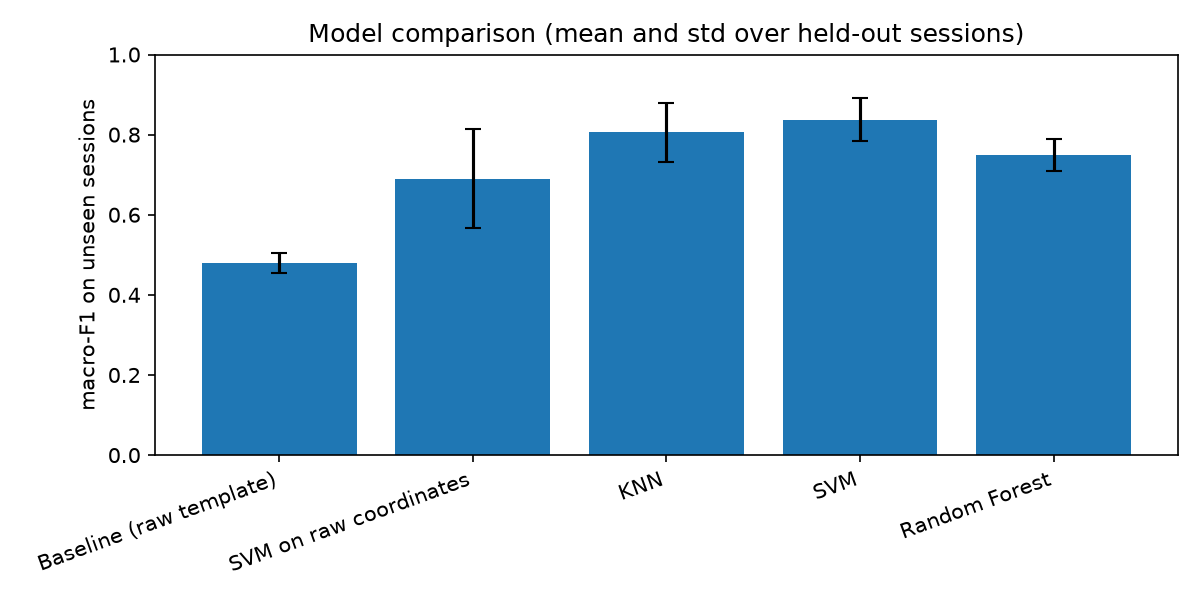 Model comparison (mean and std over held-out sessions)
macro-F1 on unseen sessions
1.0
0.8
0.6
0.4
0.2
0.0
Baseline (raw template)
SVM on raw coordinates
KNN
SVM
Random Forest